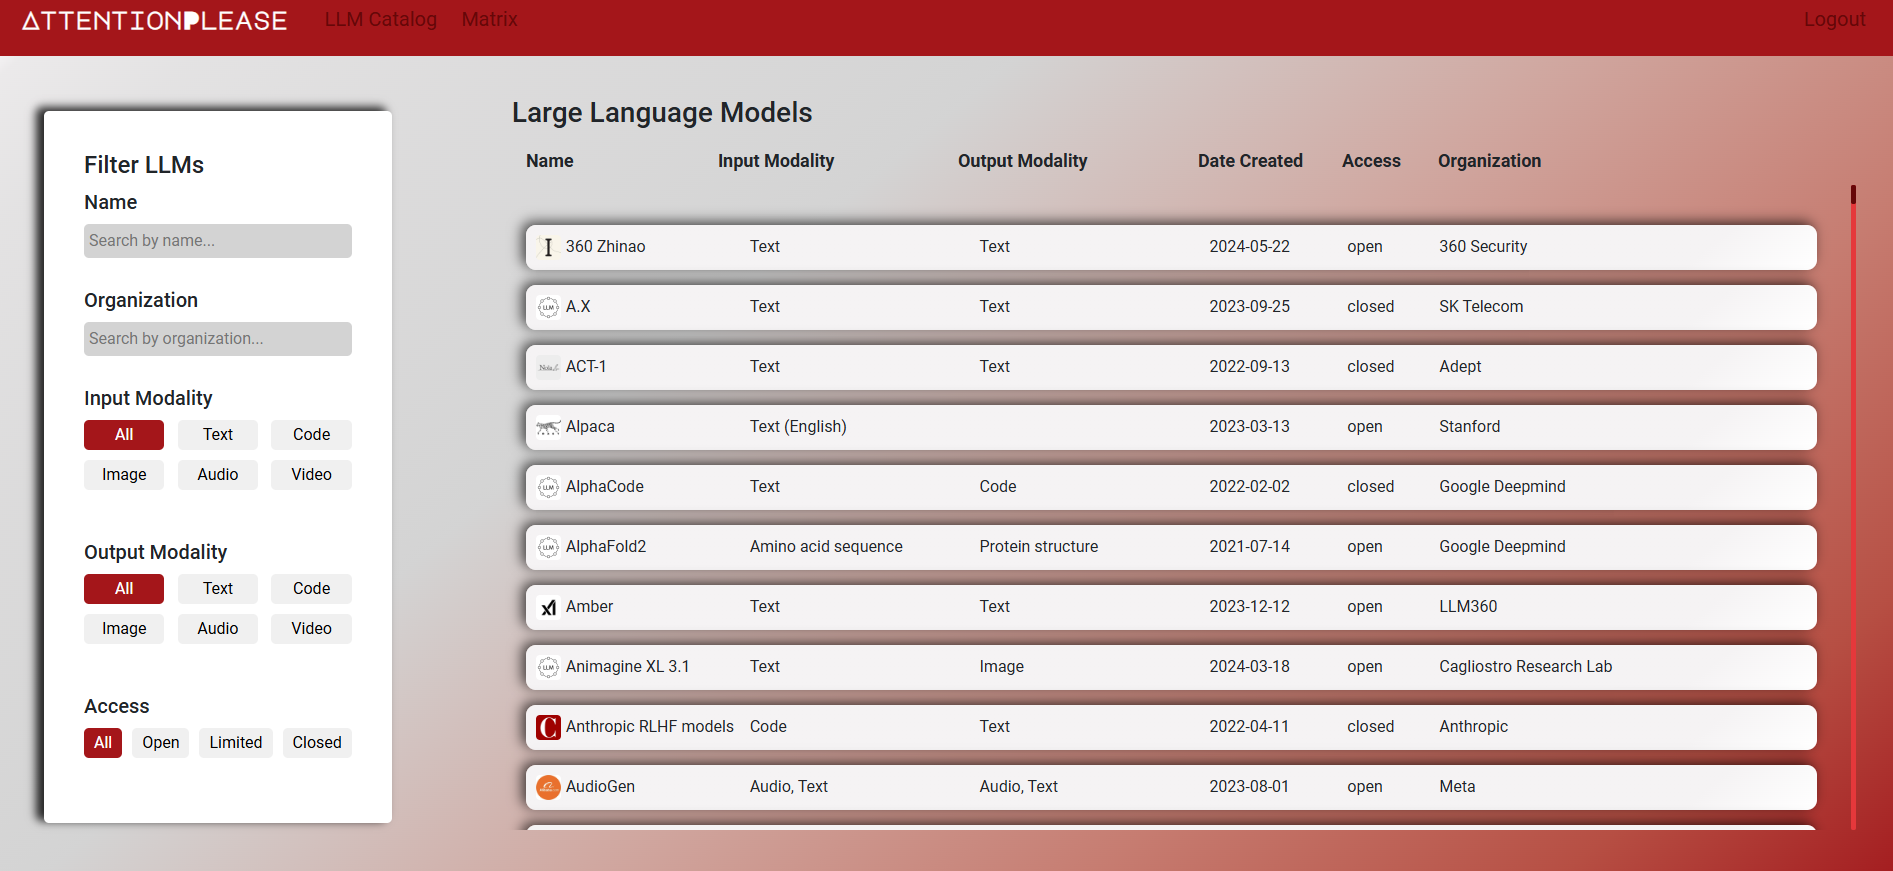 ATTENTIONPLEASE LLM Catalog Matrix Logout
Filter LLMs
Name
Search by name...
Organization
Search by organization...
Input Modality
All Text Code
Image Audio Video
Output Modality
All Text Code
Image Audio Video
Access
All Open Limited Closed
Large Language Models
Name Input Modality Output Modality Date Created Access Organization
360 Zhinao Text Text 2024-05-22 open 360 Security
LLM A.X Text Text 2023-09-25 closed SK Telecom
ACT-1 Text Text 2022-09-13 closed Adept
Alpaca Text (English) 2023-03-13 open Stanford
LLM AlphaCode Text Code 2022-02-02 closed Google Deepmind
LLM AlphaFold2 Amino acid sequence Protein structure 2021-07-14 open Google Deepmind
Amber Text Text 2023-12-12 open LLM360
LLM Animagine XL 3.1 Text Image 2024-03-18 open Cagliostro Research Lab
C Anthropic RLHF models Code Text 2022-04-11 closed Anthropic
AudioGen Audio, Text Audio, Text 2023-08-01 open Meta